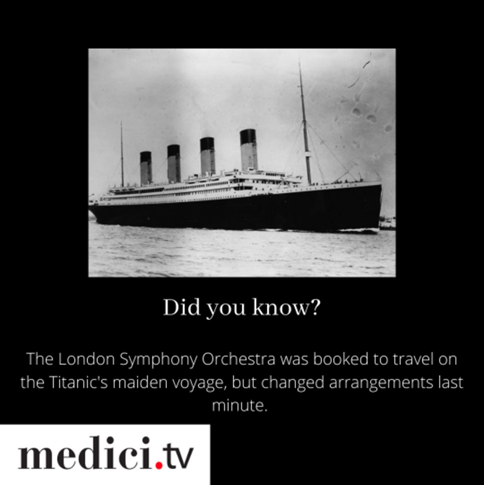 Did you know?
The London Symphony Orchestra was booked to travel on
the Titanic's maiden voyage, but changed arrangements last
minute.
medici.tv